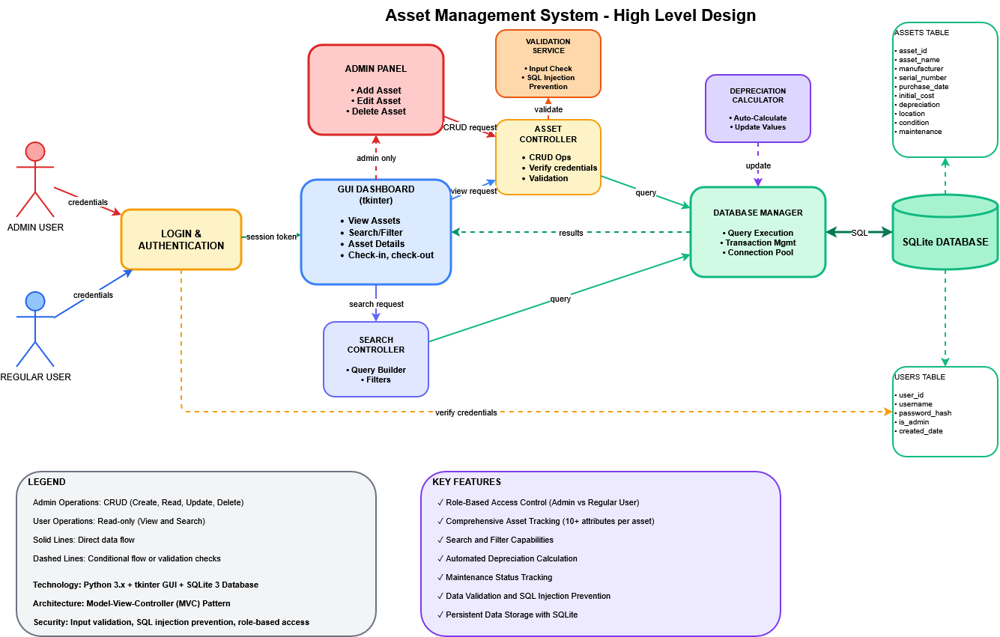 Asset Management System - High Level Design
ADMIN PANEL
• Add Asset
• Edit Asset
• Delete Asset
VALIDATION
SERVICE
• Input Check
• SQL Injection
Prevention
validate
ASSET
CONTROLLER
• CRUD Ops
• Verify credentials
• Validation
DEPRECIATION
CALCULATOR
• Auto-Calculate
• Update Values
ASSETS TABLE
• asset_id
• asset_name
• manufacturer
• serial_number
• purchase_date
• initial_cost
• depreciation
• location
• condition
• maintenance
CRUD request
admin only
view request
update
query
ADMIN USER
credentials
LOGIN &
AUTHENTICATION
session token
GUI DASHBOARD
(tkinter)
• View Assets
• Search/Filter
• Asset Details
• Check-in, check-out
results
DATABASE MANAGER
• Query Execution
• Transaction Mgmt
• Connection Pool
SQL
SQLite DATABASE
credentials
REGULAR USER
search request
query
SEARCH
CONTROLLER
• Query Builder
• Filters
verify credentials
USERS TABLE
• user_id
• username
• password_hash
• is_admin
• created_date
LEGEND
Admin Operations: CRUD (Create, Read, Update, Delete)
User Operations: Read-only (View and Search)
Solid Lines: Direct data flow
Dashed Lines: Conditional flow or validation checks
Technology: Python 3.x + tkinter GUI + SQLite 3 Database
Architecture: Model-View-Controller (MVC) Pattern
Security: Input validation, SQL injection prevention, role-based access
KEY FEATURES
✓ Role-Based Access Control (Admin vs Regular User)
✓ Comprehensive Asset Tracking (10+ attributes per asset)
✓ Search and Filter Capabilities
✓ Automated Depreciation Calculation
✓ Maintenance Status Tracking
✓ Data Validation and SQL Injection Prevention
✓ Persistent Data Storage with SQLite